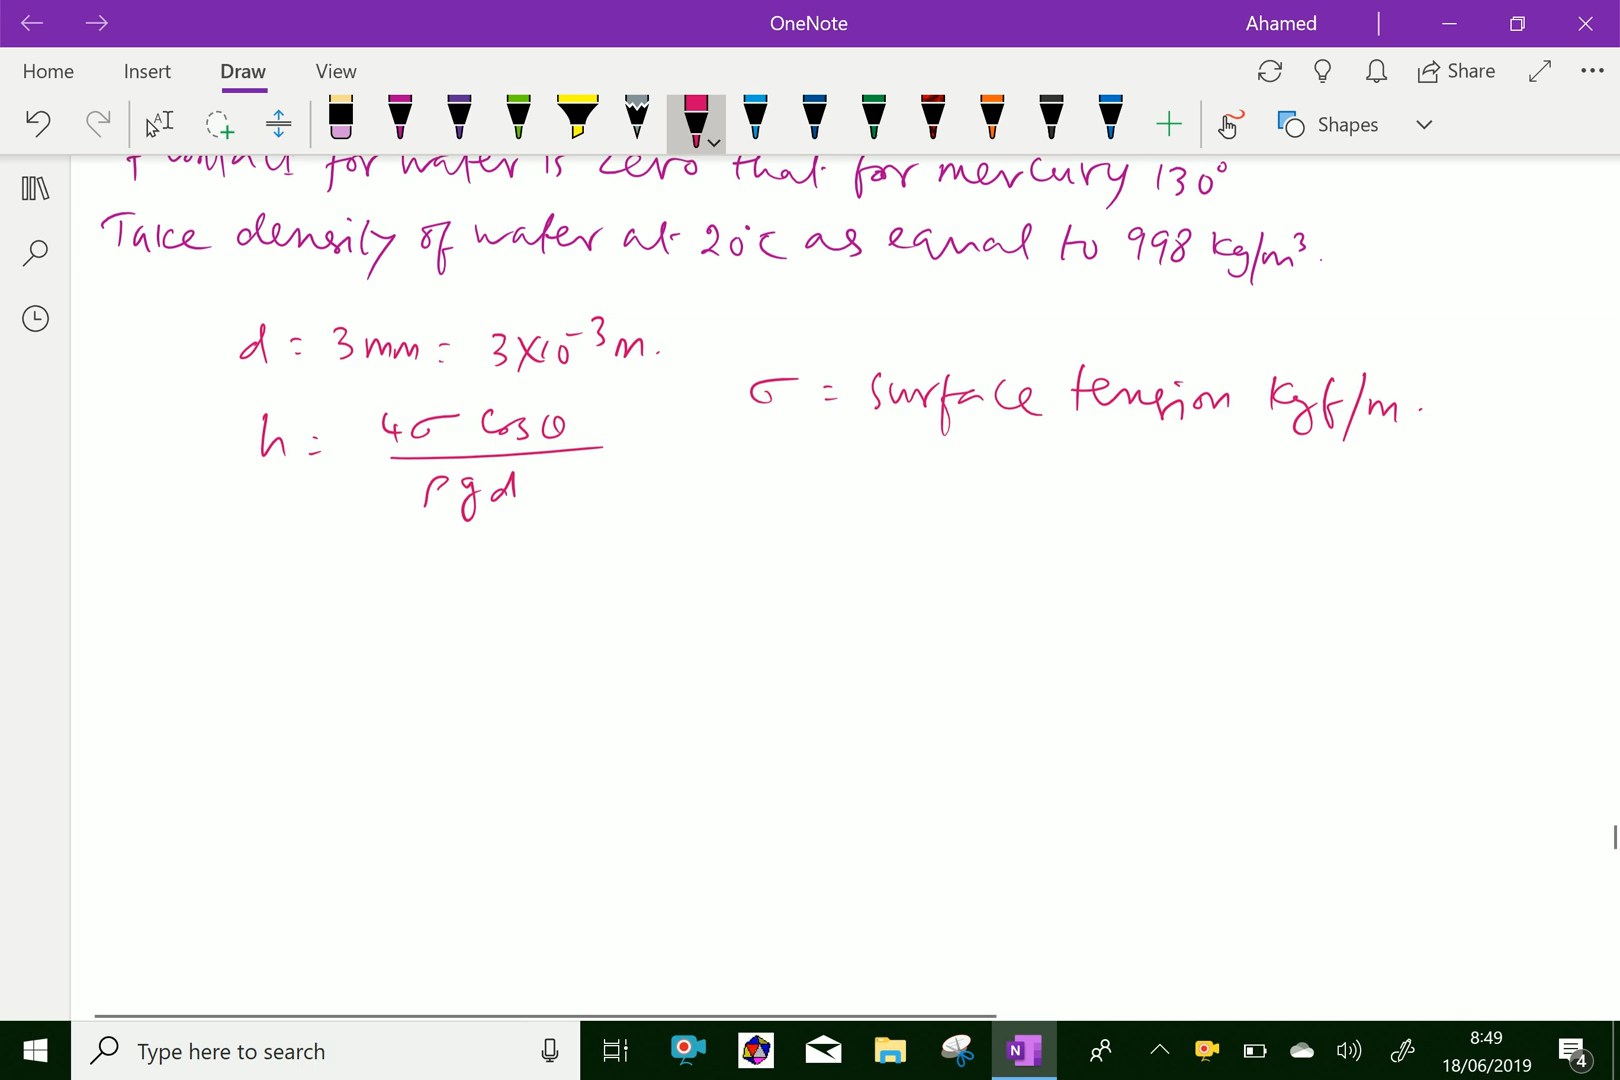 OneNote
Ahamed
Home Insert Draw View Share
Shapes
for water is zero that for mercury 130°
Take density of water at 20°C as equal to 998 kg/m³.
d = 3mm = 3×10⁻³ m.
σ = surface tension kgf/m.
h = 4σ cos θ
ρ g d
Type here to search
8:49
18/06/2019
4